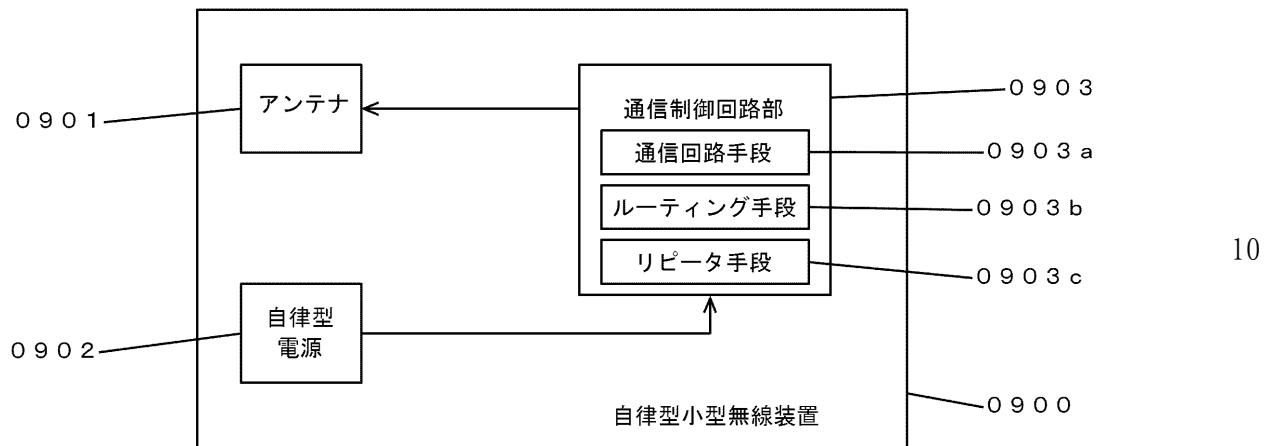 アンテナ
0901
通信制御回路部
0903
通信回路手段
0903a
ルーティング手段
0903b
リピータ手段
0903c
10
自律型
電源
0902
自律型小型無線装置
0900